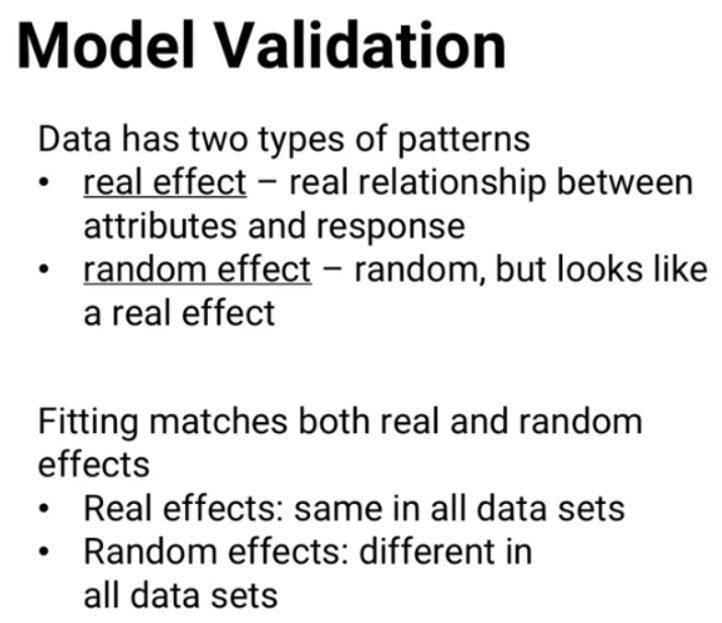 Model Validation
Data has two types of patterns
• real effect – real relationship between
attributes and response
• random effect – random, but looks like
a real effect
Fitting matches both real and random
effects
• Real effects: same in all data sets
• Random effects: different in
all data sets